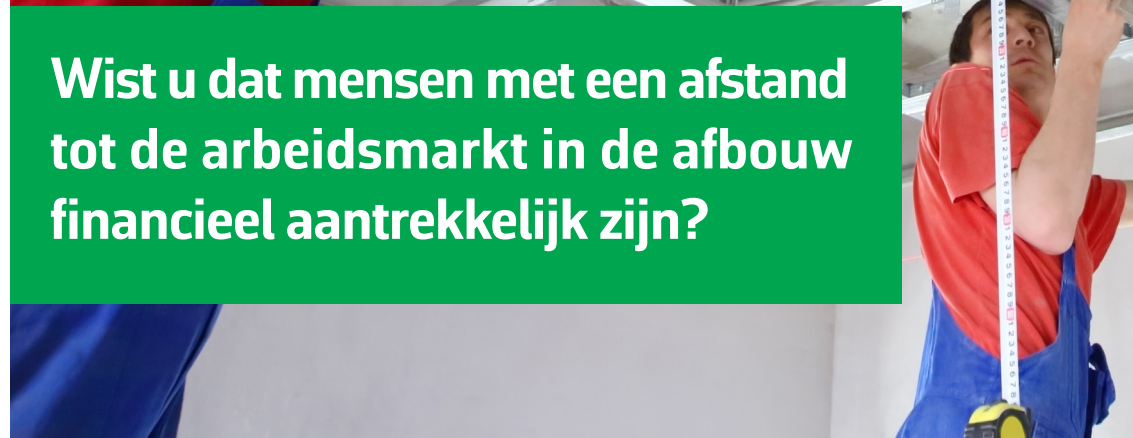 Wist u dat mensen met een afstand
tot de arbeidsmarkt in de afbouw
financieel aantrekkelijk zijn?